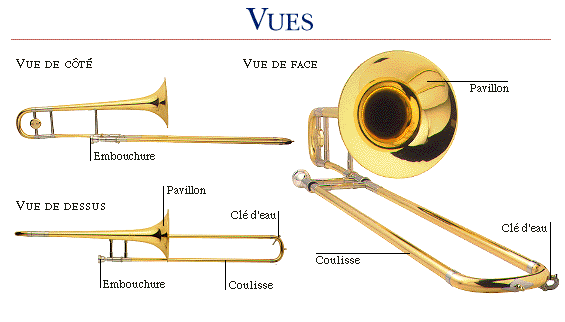 VUES
VUE DE CÔTÉ
VUE DE FACE
Pavillon
Embouchure
Pavillon
VUE DE DESSUS
Clé d'eau
Clé d'eau
Coulisse
Embouchure
Coulisse